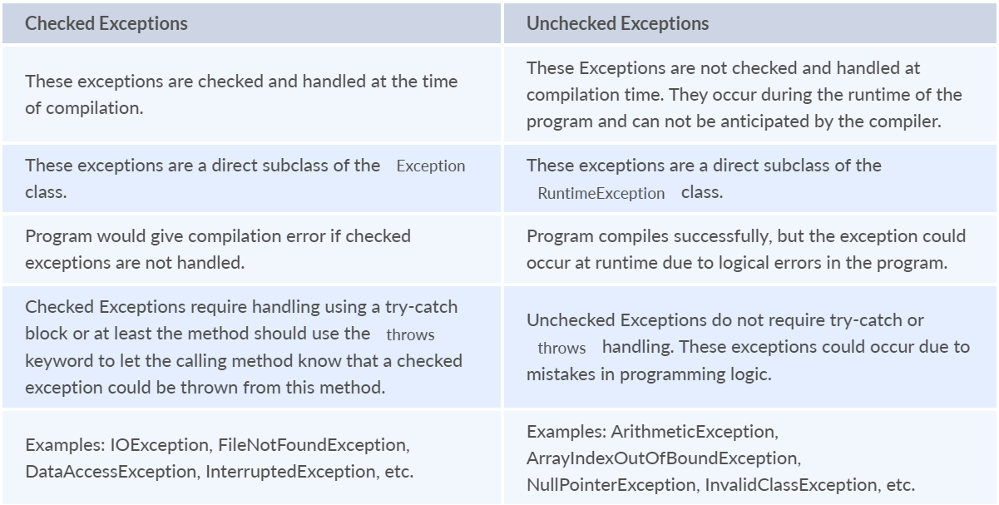 Checked Exceptions
Unchecked Exceptions
These exceptions are checked and handled at the time
of compilation.
These Exceptions are not checked and handled at
compilation time. They occur during the runtime of the
program and can not be anticipated by the compiler.
These exceptions are a direct subclass of the Exception
class.
These exceptions are a direct subclass of the
RuntimeException class.
Program would give compilation error if checked
exceptions are not handled.
Program compiles successfully, but the exception could
occur at runtime due to logical errors in the program.
Checked Exceptions require handling using a try-catch
block or at least the method should use the throws
keyword to let the calling method know that a checked
exception could be thrown from this method.
Unchecked Exceptions do not require try-catch or
throws handling. These exceptions could occur due to
mistakes in programming logic.
Examples: IOException, FileNotFoundException,
DataAccessException, InterruptedException, etc.
Examples: ArithmeticException,
ArrayIndexOutOfBoundException,
NullPointerException, InvalidClassException, etc.